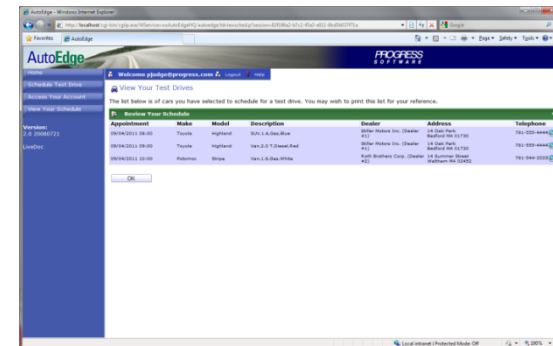 AutoEdge - Windows Internet Explorer
Google
Favorites AutoEdge
Page Safety Tools
AutoEdge
PROGRESS
SOFTWARE
Home
Welcome pjudge@progress.com Logout Help
Schedule Test Drive
Access Your Account
View Your Schedule
View Your Test Drives
The list below is of cars you have selected to schedule for a test drive. You may wish to print this list for your reference.
Review Your Schedule
Appointment Make Model Description Dealer Address Telephone
09/04/2011 08:00 Toyota Highland SUV,1.6,Gas,Blue Stiller Motors Inc. (Dealer #1) 14 Oak Park Bedford MA 01730 781-555-4444
09/04/2011 09:00 Toyota Highland Van,2.0 T,Diesel,Red Stiller Motors Inc. (Dealer #1) 14 Oak Park Bedford MA 01730 781-555-4444
09/04/2011 10:00 Potomac Stripe Van,1.6,Gas,White Roth Brothers Corp. (Dealer #2) 14 Summer Street Waltham MA 02452
OK
Version:
2.0 20080721
LiveDoc
Local intranet | Protected Mode: Off 100%